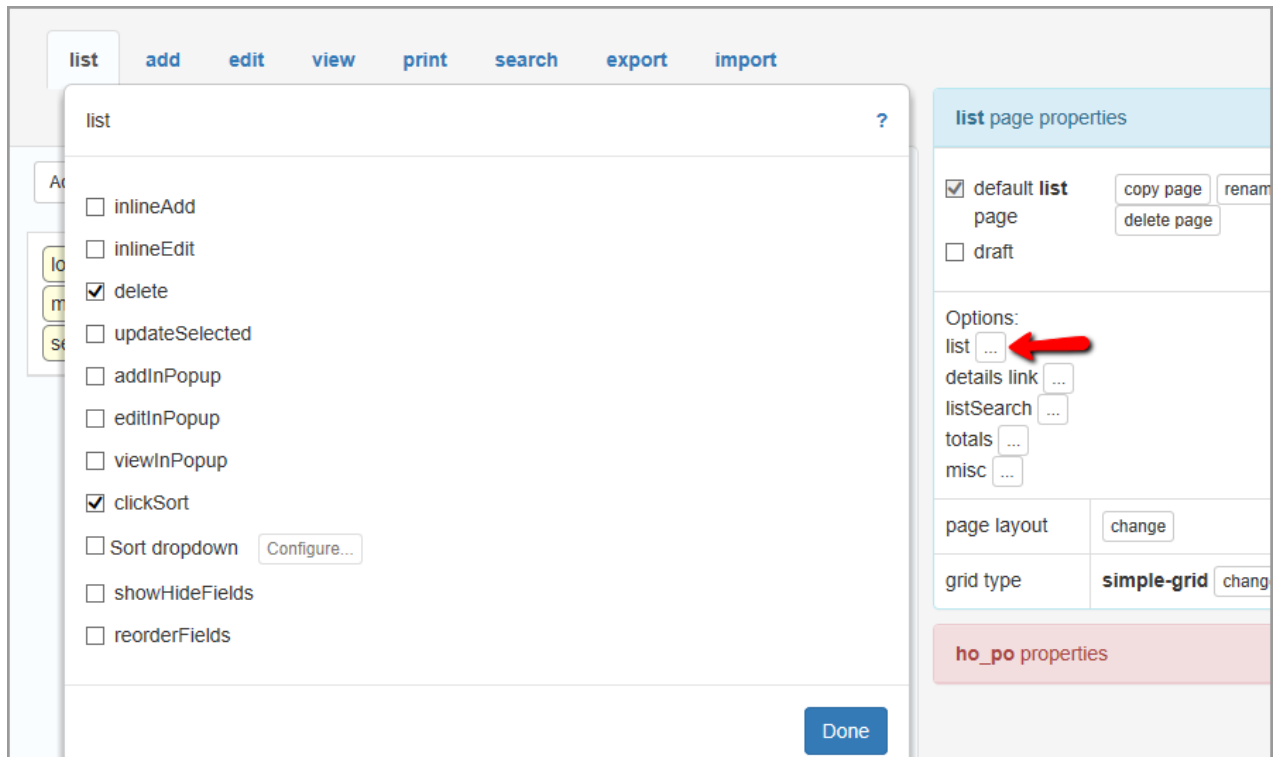 list add edit view print search export import
list ?
inlineAdd
inlineEdit
delete
updateSelected
addInPopup
editInPopup
viewInPopup
clickSort
Sort dropdown Configure...
showHideFields
reorderFields
Done
list page properties
default list page
copy page
delete page
draft
Options:
list ...
details link ...
listSearch ...
totals ...
misc ...
page layout change
grid type simple-grid
ho_po properties